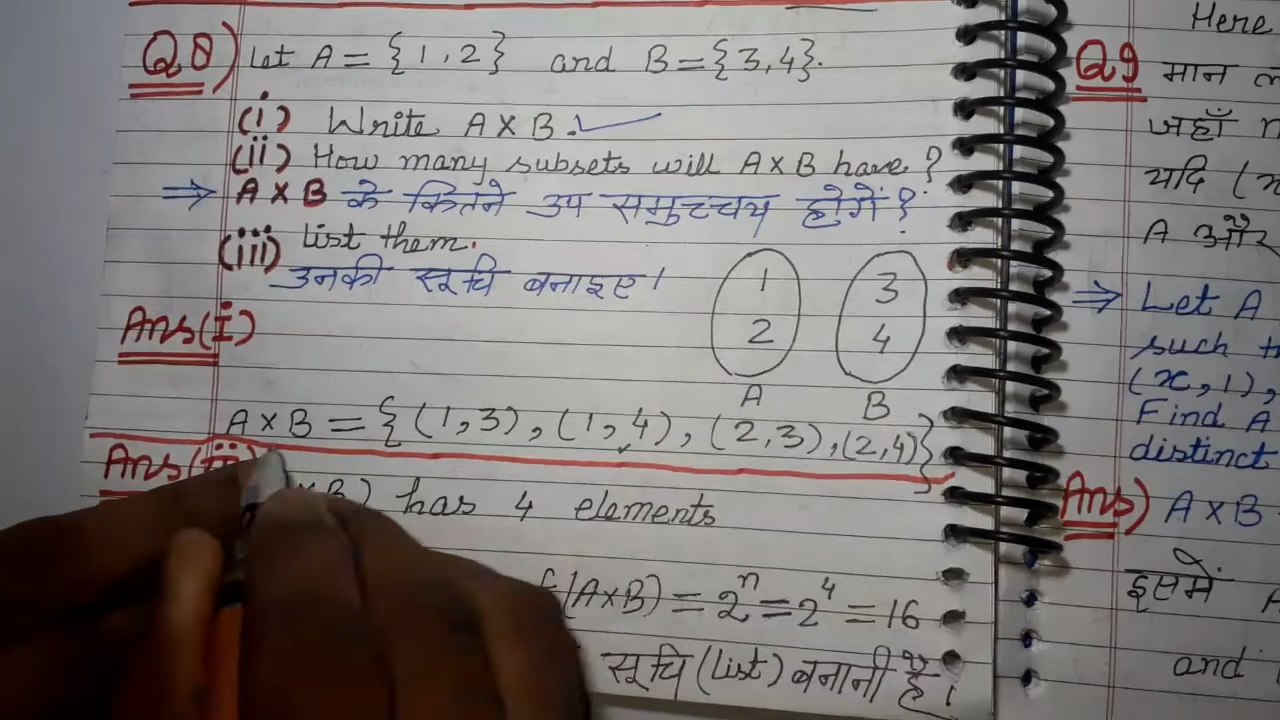 Q8) Let A = {1,2} and B = {3,4}.
(i) Write A×B.
(ii) How many subsets will A×B have?
⇒ A×B के कितने उप समुच्चय होगें?
(iii) List them.
उनकी सूचि बनाइए।
1
2
A
3
4
B
Ans(I)
A×B = {(1,3), (1,4), (2,3), (2,4)}
Ans(ii)
×B) has 4 elements
(A×B) = 2ⁿ = 2⁴ = 16
सूचि (list) बनानी है।
Here
Q9 मान
जहाँ
यदि (
A और
⇒ Let A
such
(x,1),
Find A
distinct
Ans) A×B
इसमें
and